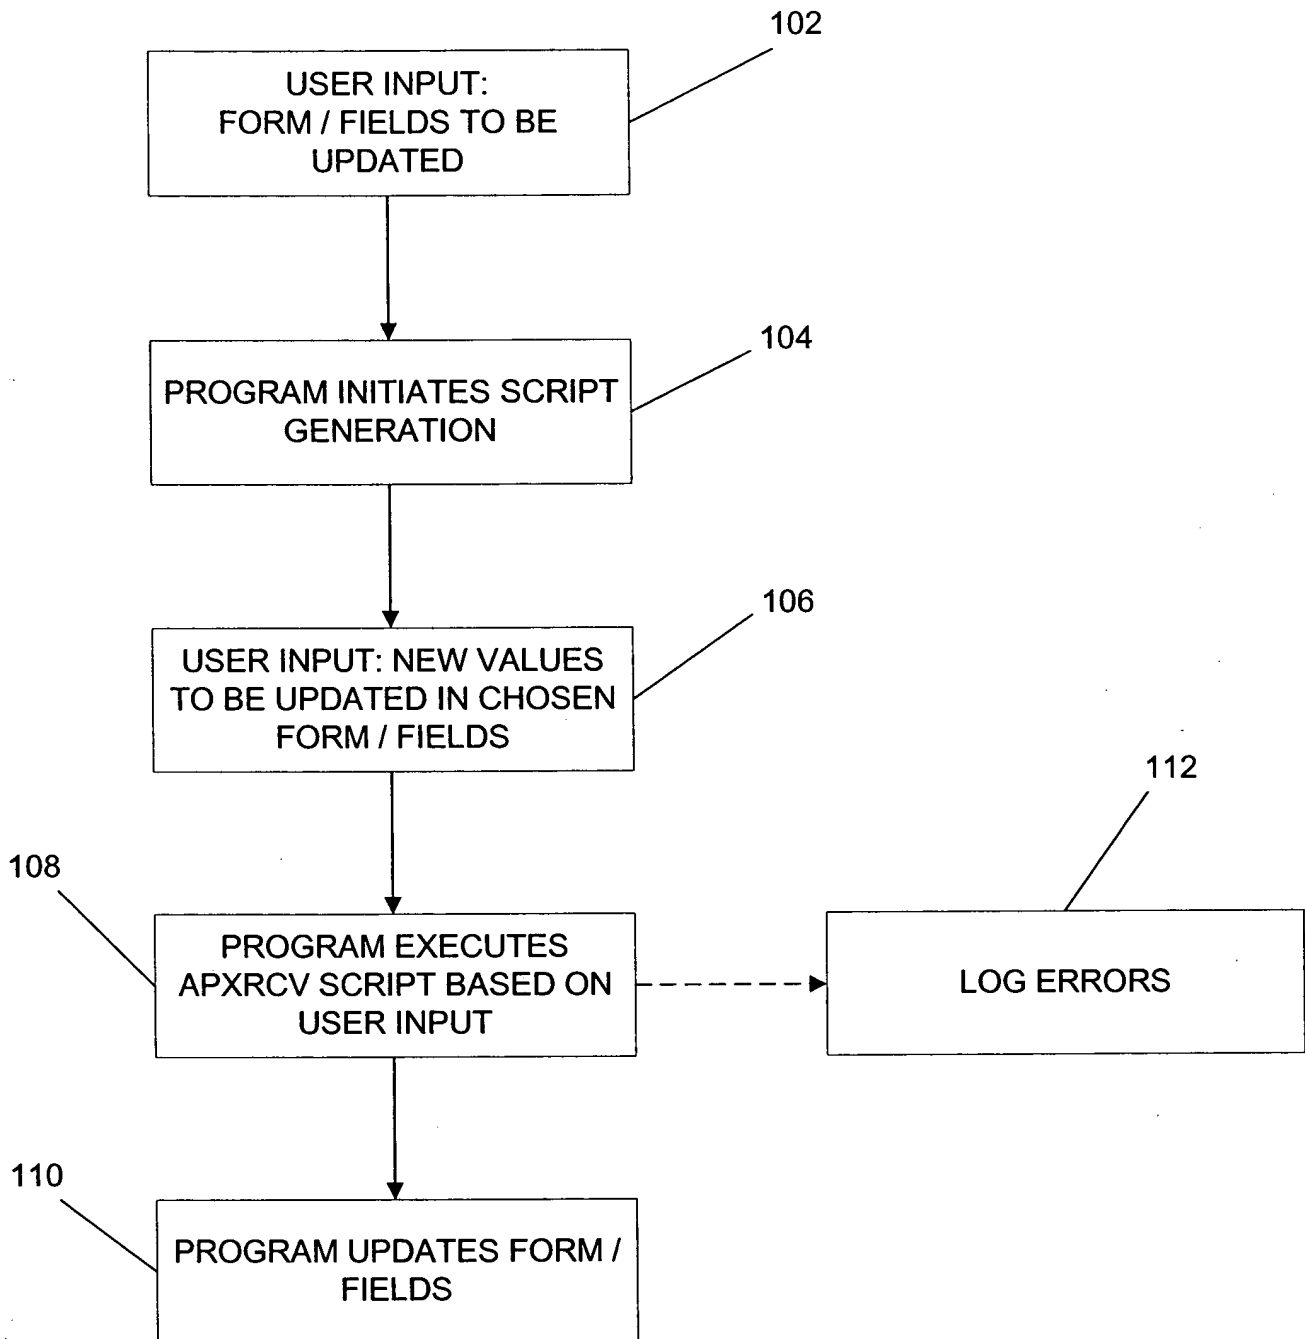 102
USER INPUT:
FORM / FIELDS TO BE
UPDATED
104
PROGRAM INITIATES SCRIPT
GENERATION
106
USER INPUT: NEW VALUES
TO BE UPDATED IN CHOSEN
FORM / FIELDS
112
108
PROGRAM EXECUTES
APXRCV SCRIPT BASED ON
USER INPUT
LOG ERRORS
110
PROGRAM UPDATES FORM /
FIELDS